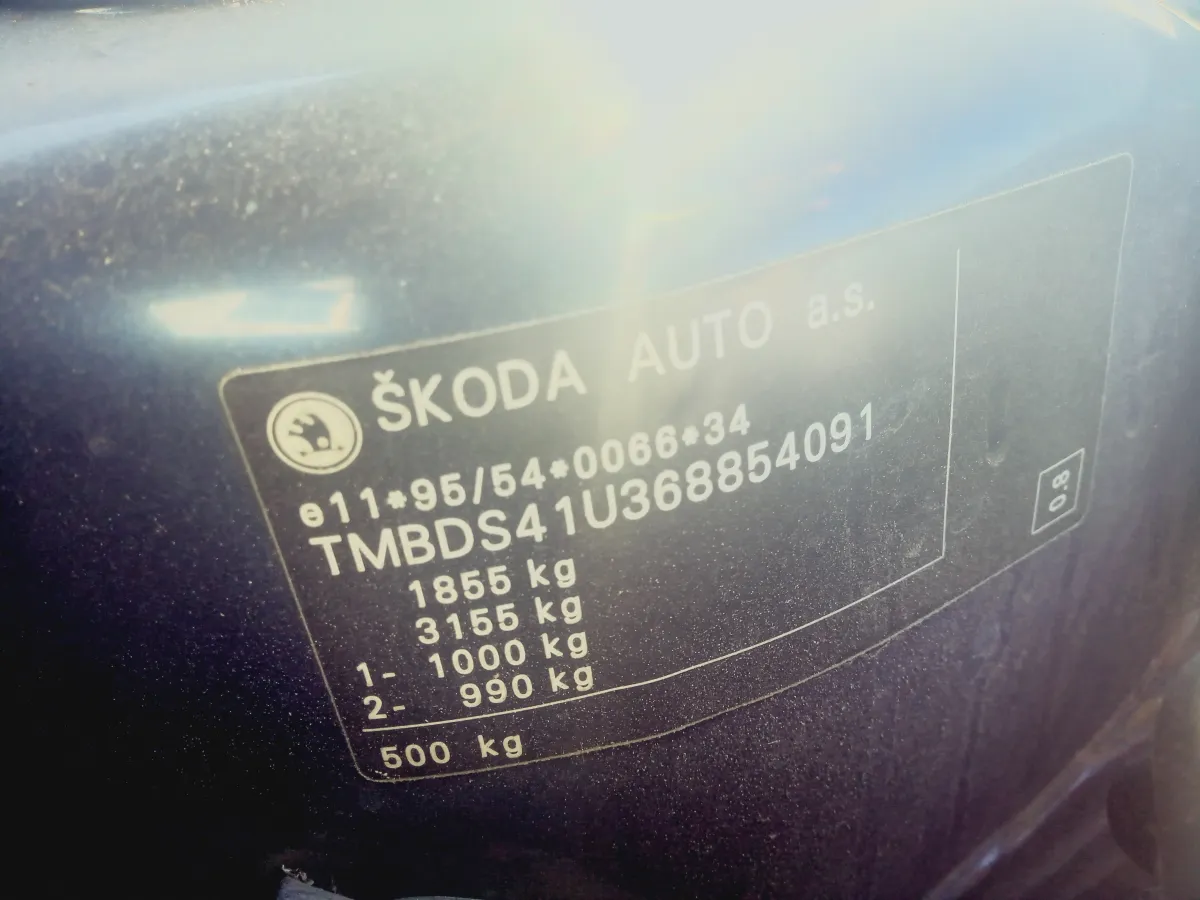 ŠKODA AUTO a.s.
e11*95/54*0066*34
TMBDS41U368854091
1855 kg
3155 kg
1- 1000 kg
2- 990 kg
500 kg
0.8